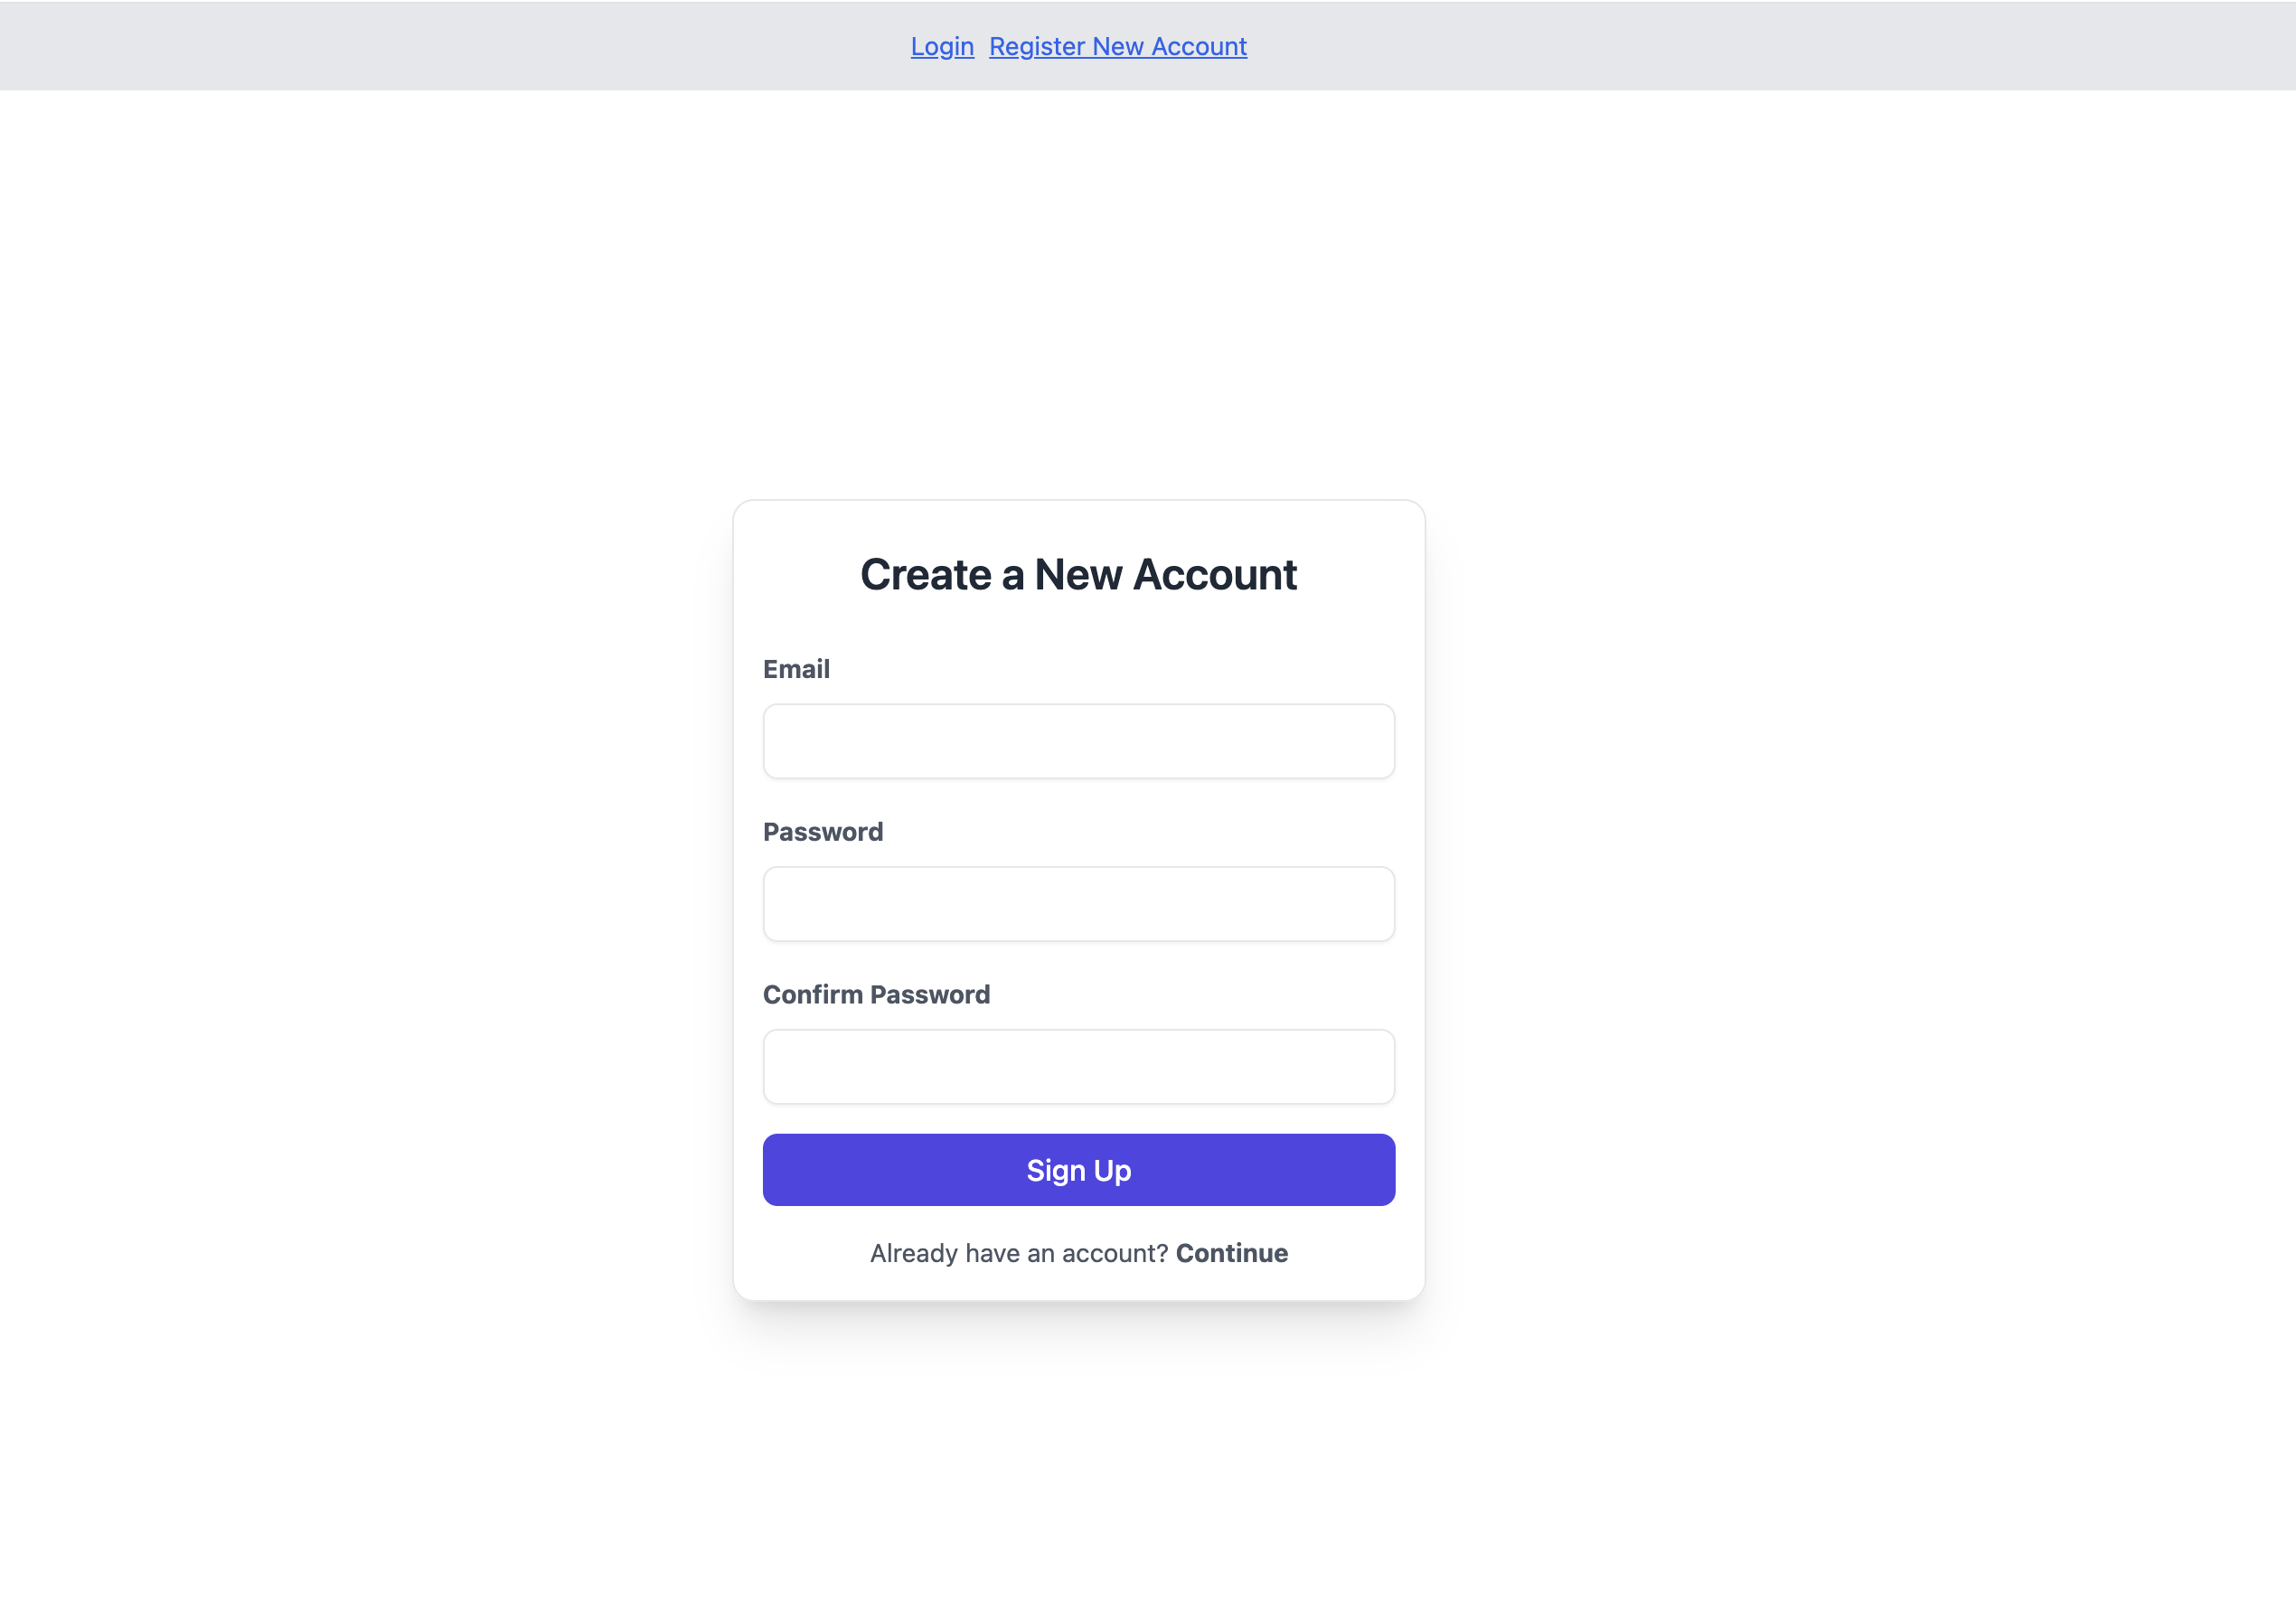 Login Register New Account
Create a New Account
Email
Password
Confirm Password
Sign Up
Already have an account? Continue